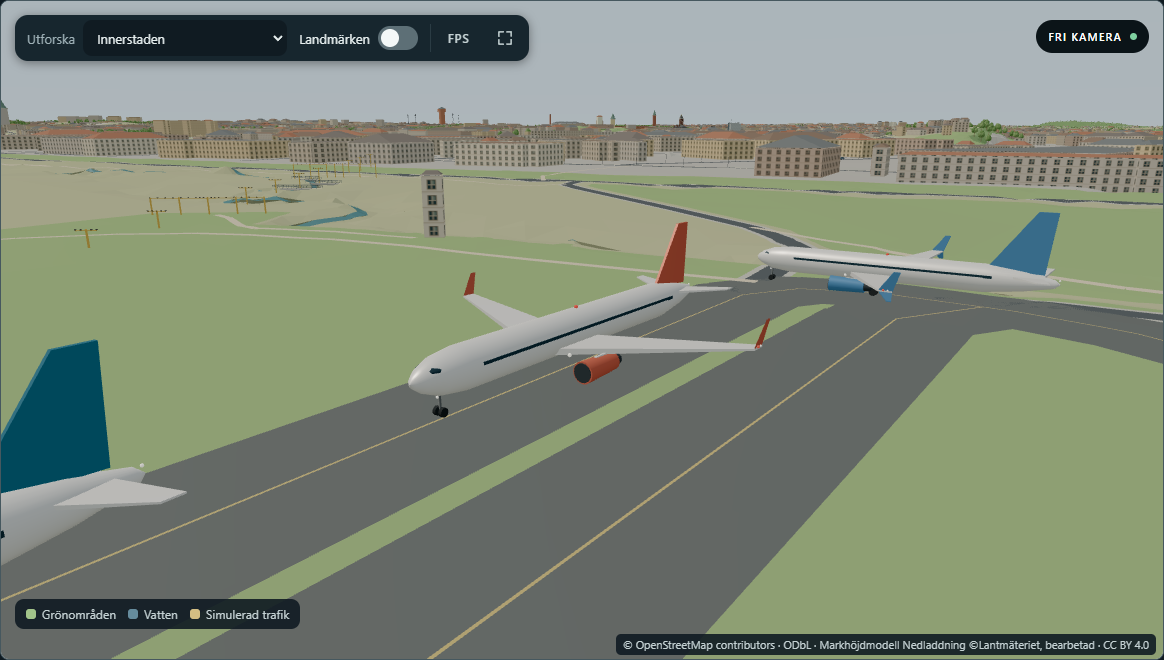 Utforska Innerstaden Landmärken FPS
FRI KAMERA
Grönområden Vatten Simulerad trafik
© OpenStreetMap contributors · ODbL · Markhöjdmodell Nedladdning ©Lantmäteriet, bearbetad · CC BY 4.0